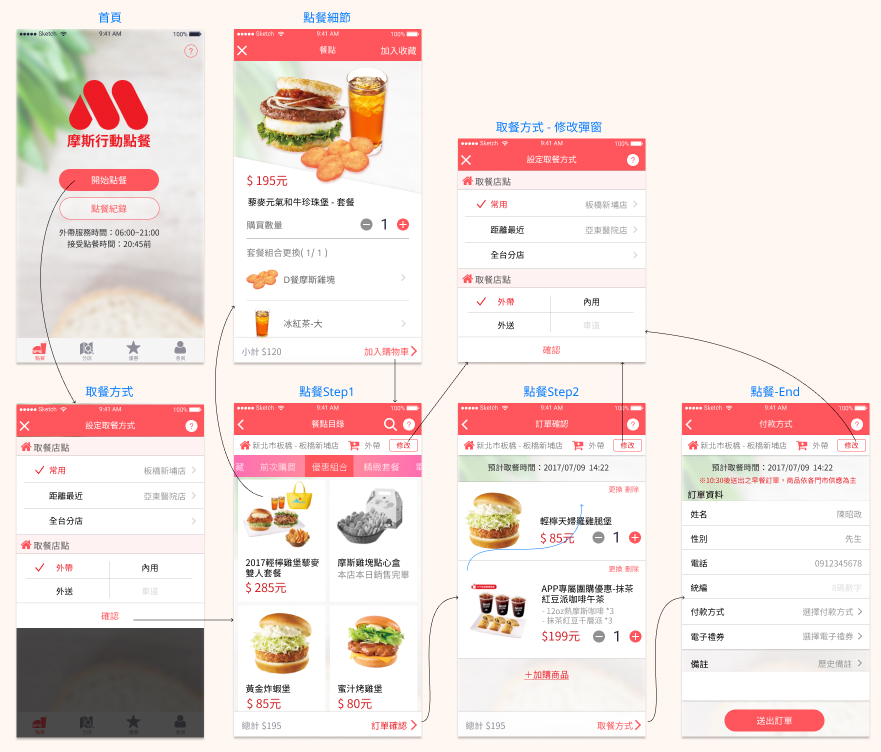 首頁
●●●●● Sketch 9:41 AM 100%
?
摩斯行動點餐
開始點餐
點餐紀錄
外帶服務時間：06:00~21:00
接受點餐時間：20:45前
點餐
分店
優惠
會員
點餐細節
●●●●● Sketch 9:41 AM 100%
餐點
加入收藏
$ 195元
藜麥元氣和牛珍珠堡 - 套餐
購買數量
1
套餐組合更換( 1/ 1 )
D餐摩斯雞塊
冰紅茶-大
小計 $120
加入購物車
取餐方式 - 修改彈窗
●●●●● Sketch 9:41 AM 100%
設定取餐方式
?
取餐店點
常用
板橋新埔店
距離最近
亞東醫院店
全台分店
取餐店點
外帶
內用
外送
車道
確認
取餐方式
●●●●● Sketch 9:41 AM 100%
設定取餐方式
?
取餐店點
常用
板橋新埔店
距離最近
亞東醫院店
全台分店
取餐店點
外帶
內用
外送
車道
確認
點餐
分店
優惠
會員
點餐Step1
●●●●● Sketch 9:41 AM 100%
餐點目錄
?
新北市板橋 - 板橋新埔店
外帶
修改
藏
前次購買
優惠組合
精緻套餐
單
2017輕檸雞堡藜麥
雙人套餐
$ 285元
摩斯雞塊點心盒
本店本日銷售完畢
黃金炸蝦堡
$ 85元
蜜汁烤雞堡
$ 80元
總計 $195
訂單確認
點餐Step2
●●●●● Sketch 9:41 AM 100%
訂單確認
?
新北市板橋 - 板橋新埔店
外帶
修改
預計取餐時間：2017/07/09 14:22
更換 刪除
輕檸天婦羅雞腿堡
$ 85元
1
更換 刪除
APP專屬團購優惠-抹茶
紅豆派咖啡午茶
- 12oz熱摩斯咖啡 *3
- 抹茶紅豆千層派 *3
$199元
1
＋加購商品
總計 $195
取餐方式
點餐-End
●●●●● Sketch 9:41 AM 100%
付款方式
?
新北市板橋 - 板橋新埔店
外帶
修改
預計取餐時間：2017/07/09 14:22
※10:30後送出之早餐訂單，商品依各門市供應為主
訂單資料
姓名
陳昭政
性別
先生
電話
0912345678
統編
8碼數字
付款方式
選擇付款方式
電子禮券
選擇電子禮券
備註
歷史備註
送出訂單